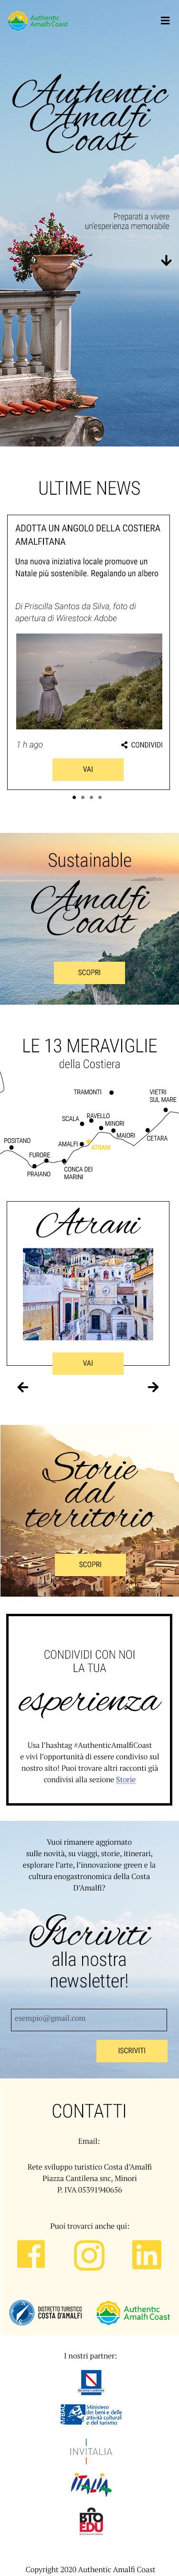 Authentic
Amalfi Coast
Authentic
Amalfi
Coast
Preparati a vivere
un'esperienza memorabile
ULTIME NEWS
ADOTTA UN ANGOLO DELLA COSTIERA
AMALFITANA
Una nuova iniziativa locale promuove un
Natale più sostenibile. Regalando un albero
Di Priscilla Santos da Silva, foto di
apertura di Wirestock Adobe
1 h ago
CONDIVIDI
VAI
Sustainable
Amalfi
Coast
SCOPRI
LE 13 MERAVIGLIE
della Costiera
TRAMONTI
VIETRI
SUL MARE
SCALA
RAVELLO
MINORI
MAIORI
CETARA
POSITANO
AMALFI
ATRANI
FURORE
PRAIANO
CONCA DEI
MARINI
Atrani
VAI
Storie
dal
territorio
SCOPRI
CONDIVIDI CON NOI
LA TUA
esperienza
Usa l'hashtag #AuthenticAmalfiCoast
e vivi l'opportunità di essere condiviso sul
nostro sito! Puoi trovare altri contenuti già
condivisi alla sezione Storie
Vuoi rimanere aggiornato
sulle novità, su viaggi, storie, itinerari,
esplorare l'arte, l'innovazione green e la
cultura enogastronomica della Costa
D'Amalfi?
Iscriviti
alla nostra
newsletter!
esempio@gmail.com
ISCRIVITI
CONTATTI
Email:
Rete sviluppo turistico Costa d'Amalfi
Piazza Cantilena snc, Minori
P. IVA 05391940656
Puoi trovarci anche qui:
DISTRETTO TURISTICO
COSTA D'AMALFI
Authentic
Amalfi Coast
I nostri partner:
MiBACT
Ministero
dei beni e delle
attività culturali
e del turismo
INVITALIA
ITALIA
BTO
EDU
Copyright 2020 Authentic Amalfi Coast